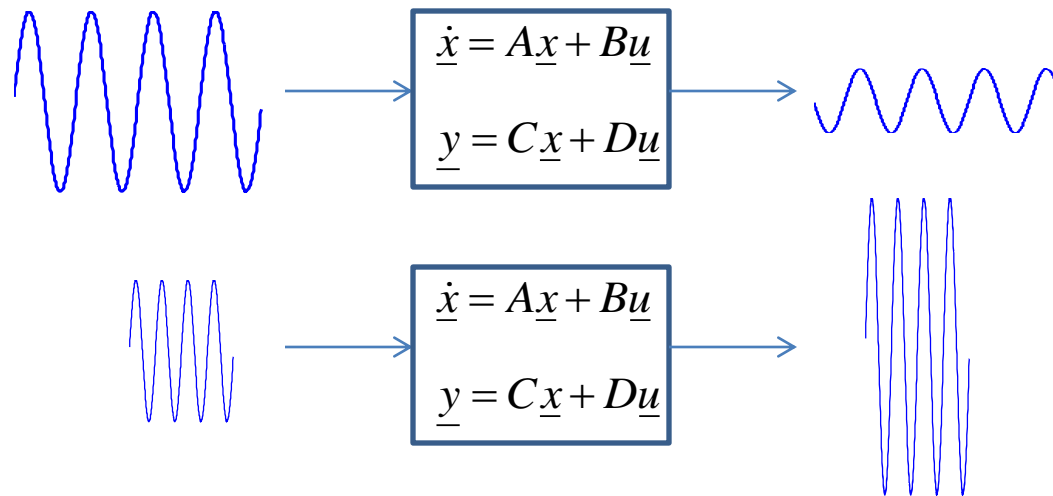 ẋ = Ax + Bu
y = Cx + Du
ẋ = Ax + Bu
y = Cx + Du